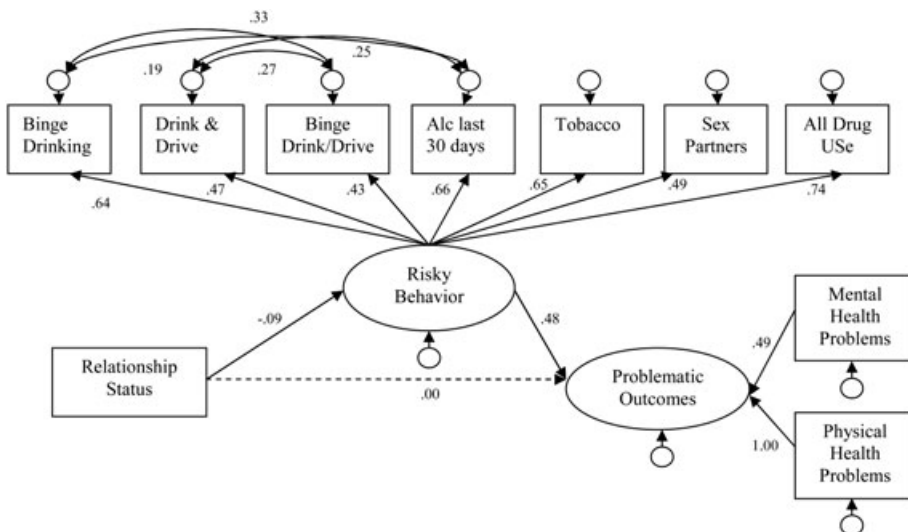 .33
.19
.27
.25
Binge
Drinking
Drink &
Drive
Binge
Drink/Drive
Alc last
30 days
Tobacco
Sex
Partners
All Drug
USe
.64
.47
.43
.66
.65
.49
.74
Risky
Behavior
-.09
.48
Relationship
Status
.00
Problematic
Outcomes
Mental
Health
Problems
.49
Physical
Health
Problems
1.00